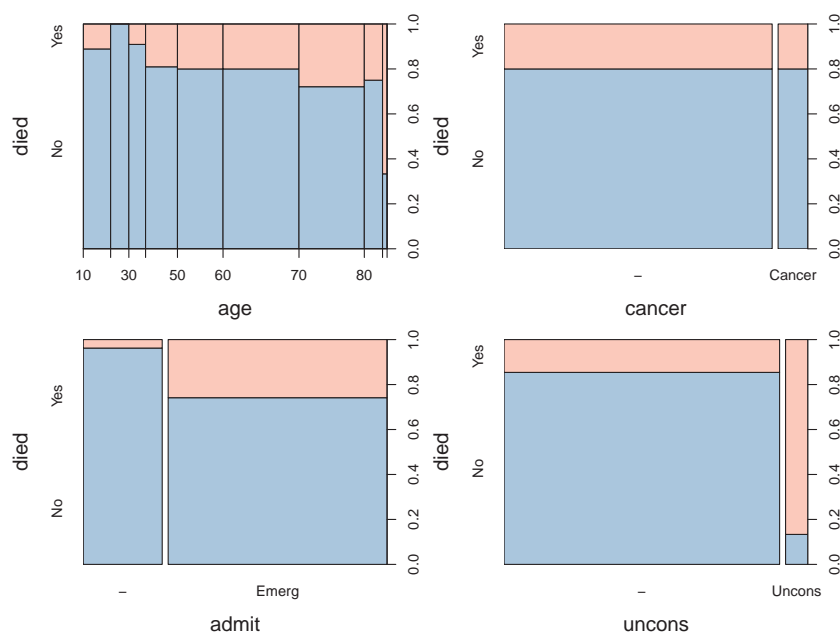 Yes
No
died
0.0 0.2 0.4 0.6 0.8 1.0
10 30 50 60 70 80
age
Yes
No
died
0.0 0.2 0.4 0.6 0.8 1.0
– Cancer
cancer
Yes
No
died
0.0 0.2 0.4 0.6 0.8 1.0
– Emerg
admit
Yes
No
died
0.0 0.2 0.4 0.6 0.8 1.0
– Uncons
uncons